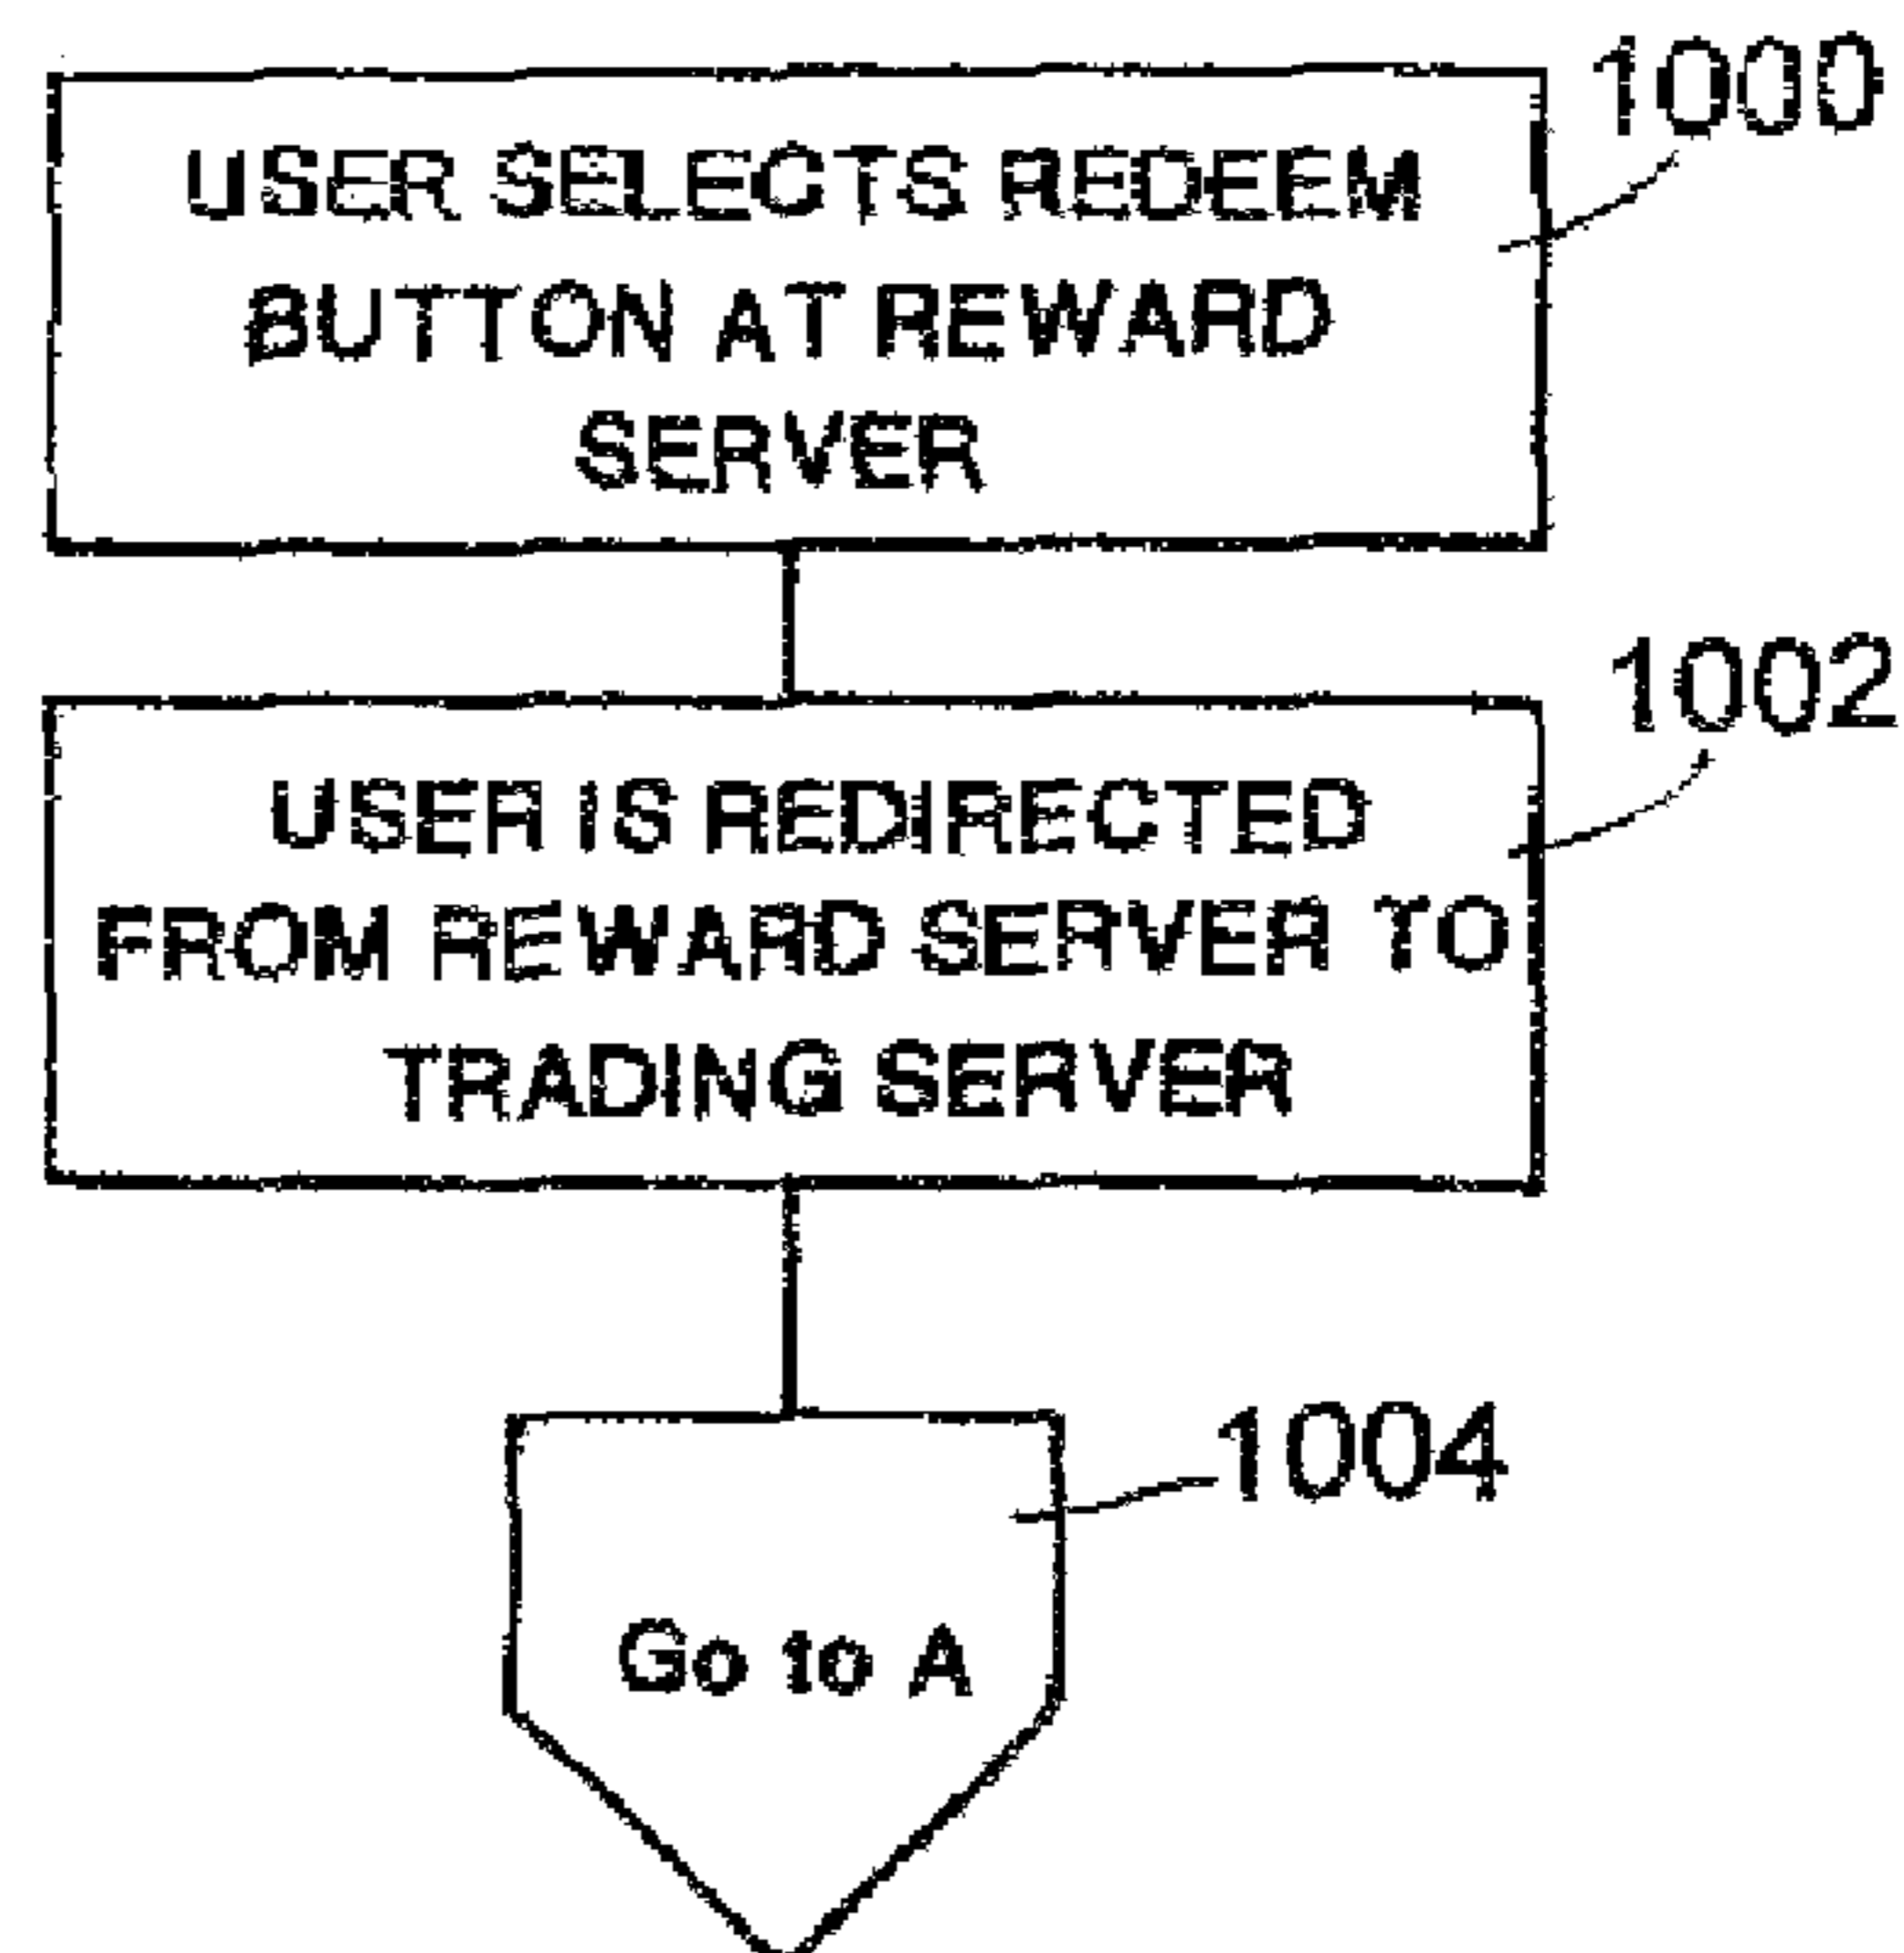 1000
USER SELECTS REDEEM
BUTTON AT REWARD
SERVER
1002
USER IS REDIRECTED
FROM REWARD SERVER TO
TRADING SERVER
1004
Go to A